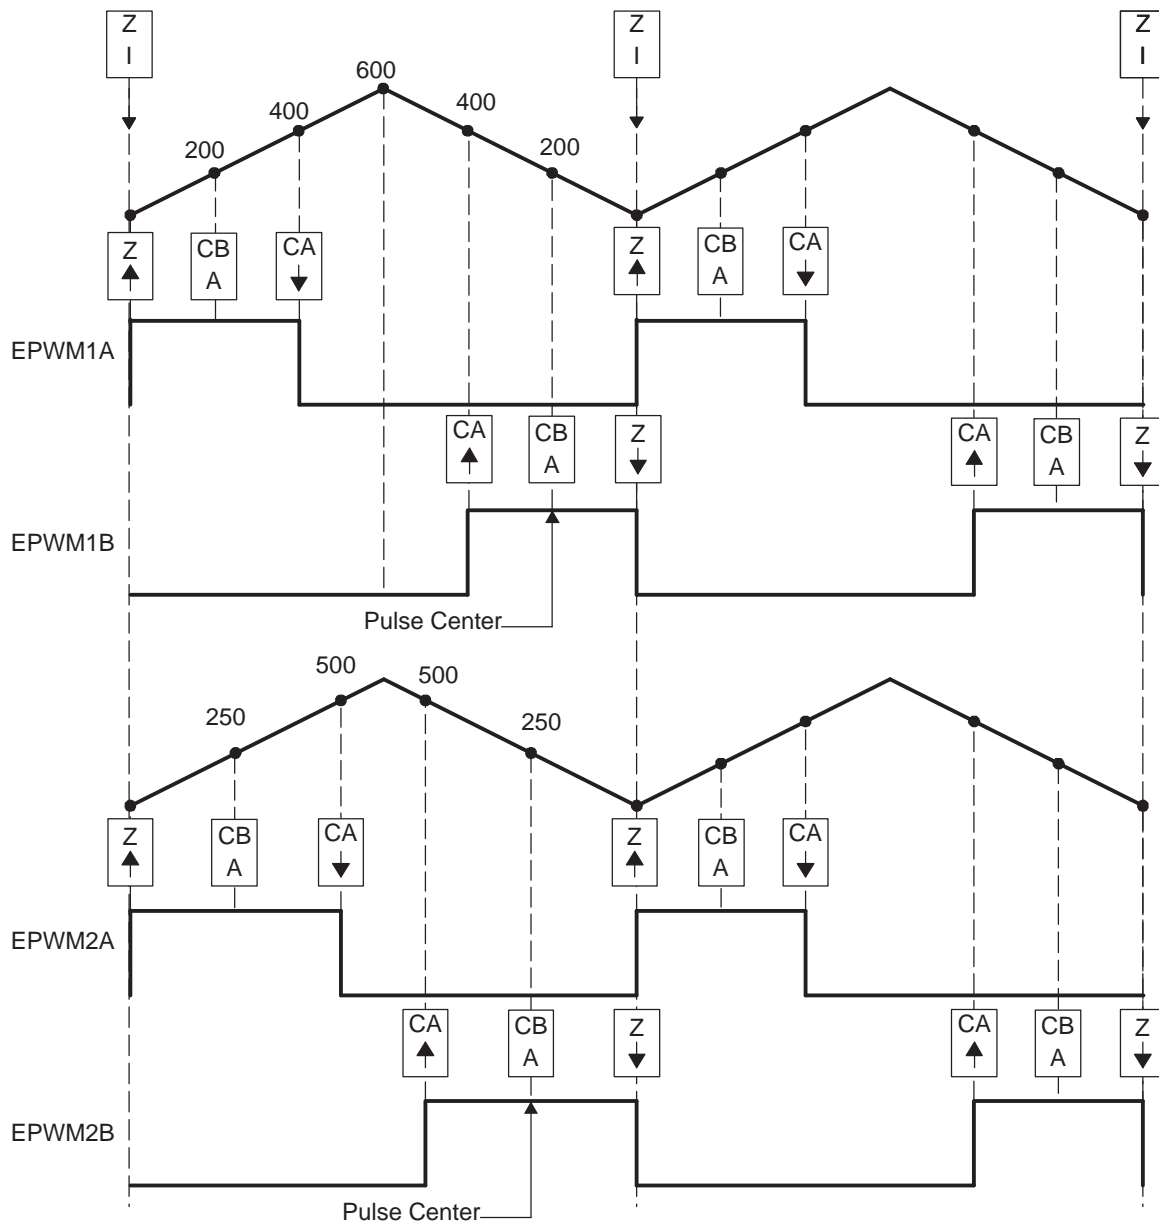 Z Z Z
I I I
600
400 400
200 200
Z CB CA Z CB CA
A A
EPWM1A
CA CB Z CA CB Z
A A
EPWM1B
Pulse Center
500 500
250 250
Z CB CA Z CB CA
A A
EPWM2A
CA CB Z CA CB Z
A A
EPWM2B
Pulse Center